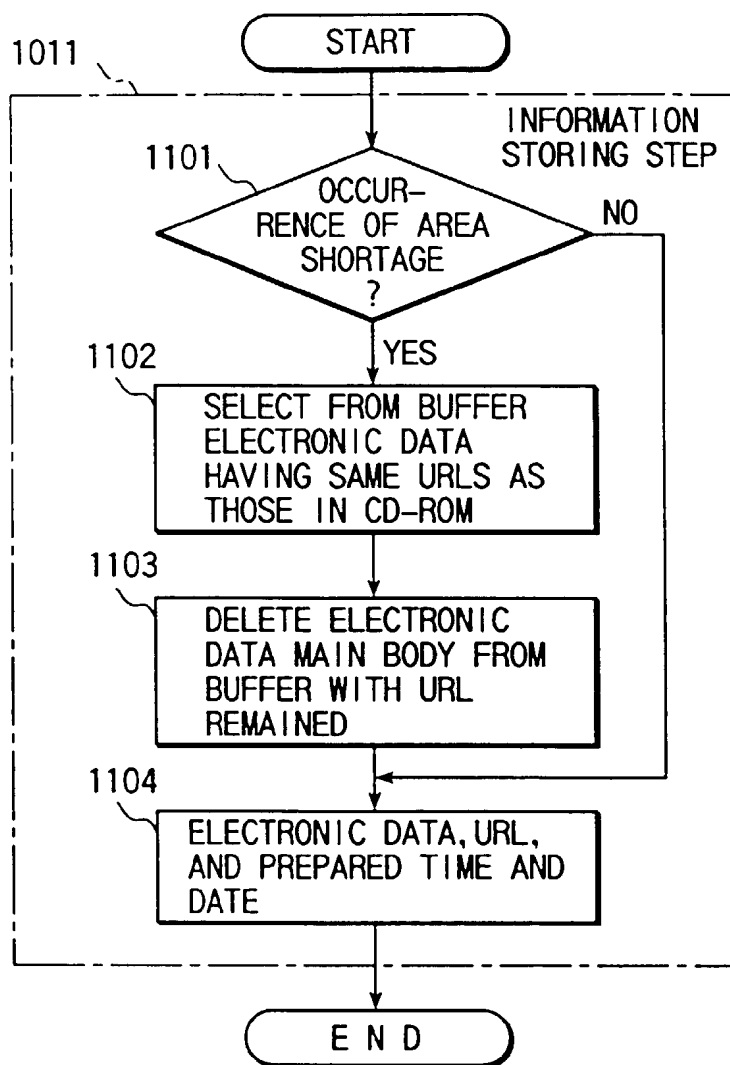 START
1011
INFORMATION
STORING STEP
1101
OCCUR-
RENCE OF AREA
SHORTAGE
?
NO
YES
1102
SELECT FROM BUFFER
ELECTRONIC DATA
HAVING SAME URLS AS
THOSE IN CD-ROM
1103
DELETE ELECTRONIC
DATA MAIN BODY FROM
BUFFER WITH URL
REMAINED
1104
ELECTRONIC DATA, URL,
AND PREPARED TIME AND
DATE
END